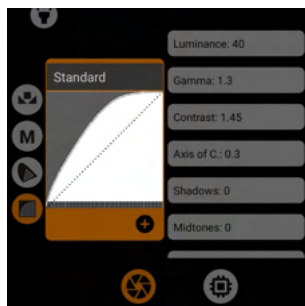 Luminance: 40
Standard
Gamma: 1.3
Contrast: 1.45
M
Axis of C.: 0.3
Shadows: 0
Midtones: 0